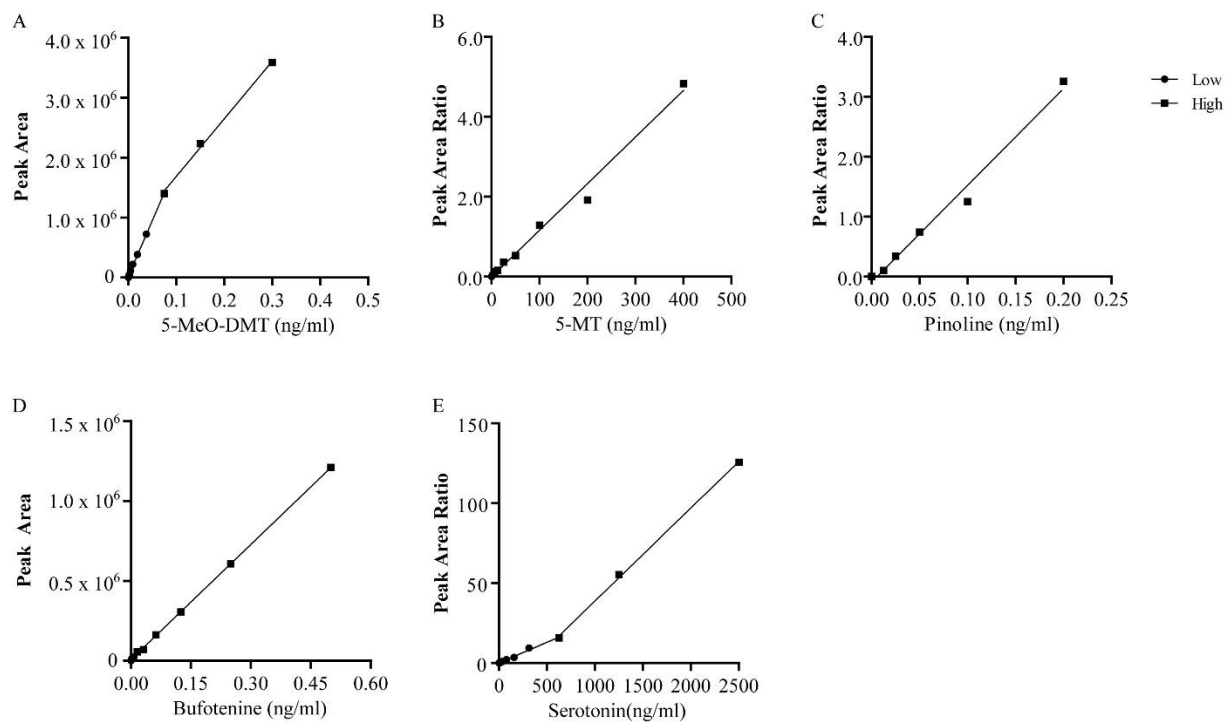 A
Peak Area
4.0 x 10⁶
3.0 x 10⁶
2.0 x 10⁶
1.0 x 10⁶
0
0.0 0.1 0.2 0.3 0.4 0.5
5-MeO-DMT (ng/ml)
B
Peak Area Ratio
6.0
4.0
2.0
0.0
0 100 200 300 400 500
5-MT (ng/ml)
C
Peak Area Ratio
4.0
3.0
2.0
1.0
0.0
0.00 0.05 0.10 0.15 0.20 0.25
Pinoline (ng/ml)
Low
High
D
Peak Area
1.5 x 10⁶
1.0 x 10⁶
0.5 x 10⁶
0
0.00 0.15 0.30 0.45 0.60
Bufotenine (ng/ml)
E
Peak Area Ratio
150
100
50
0
0 500 1000 1500 2000 2500
Serotonin(ng/ml)